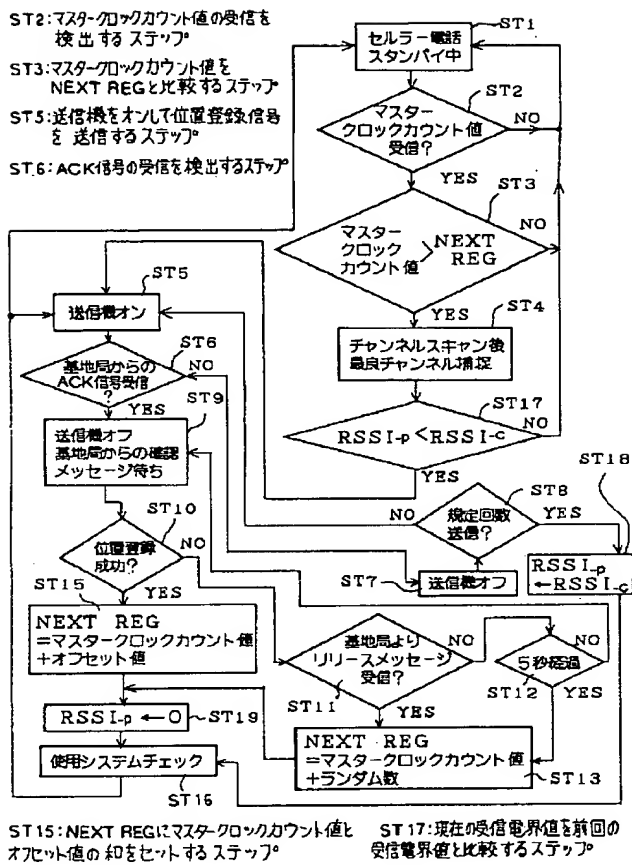 ST2:マスタークロックカウント値の受信を
検出するステップ
ST3:マスタークロックカウント値を
NEXT REGと比較するステップ
ST5:送信機をオンして位置登録信号
を送信するステップ
ST6:ACK信号の受信を検出するステップ
ST1
セルラー電話
スタンバイ中
ST2
マスター
クロックカウント値
受信?
NO
YES
ST3
マスター
クロック
カウント値
>
NEXT
REG
NO
YES
ST4
チャンネルスキャン後
最良チャンネル捕捉
ST17
RSSI-p<RSSI-c
NO
YES
ST5
送信機オン
ST6
基地局からの
ACK信号受信
?
NO
YES
ST9
送信機オフ
基地局からの確認
メッセージ待ち
ST8
規定回数
送信?
NO
YES
ST18
RSSI-p
←RSSI-c
ST7
送信機オフ
ST10
位置登録
成功?
NO
YES
ST15
NEXT REG
=マスタークロックカウント値
+オフセット値
ST11
基地局より
リリースメッセージ
受信?
NO
YES
ST12
5秒経過
NO
YES
ST13
NEXT REG
=マスタークロックカウント値
+ランダム数
RSSI-p ← 0
ST19
使用システムチェック
ST16
ST15:NEXT REGにマスタークロックカウント値と
オフセット値の和をセットするステップ
ST17:現在の受信電界値を前回の
受信電界値と比較するステップ